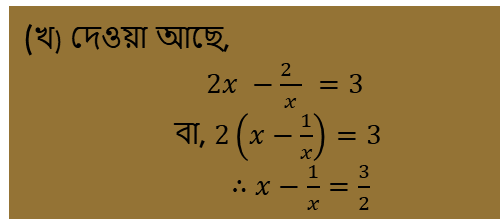 (খ) দেওয়া আছে,
2x − 2/x = 3
বা, 2(x − 1/x) = 3
∴ x − 1/x = 3/2